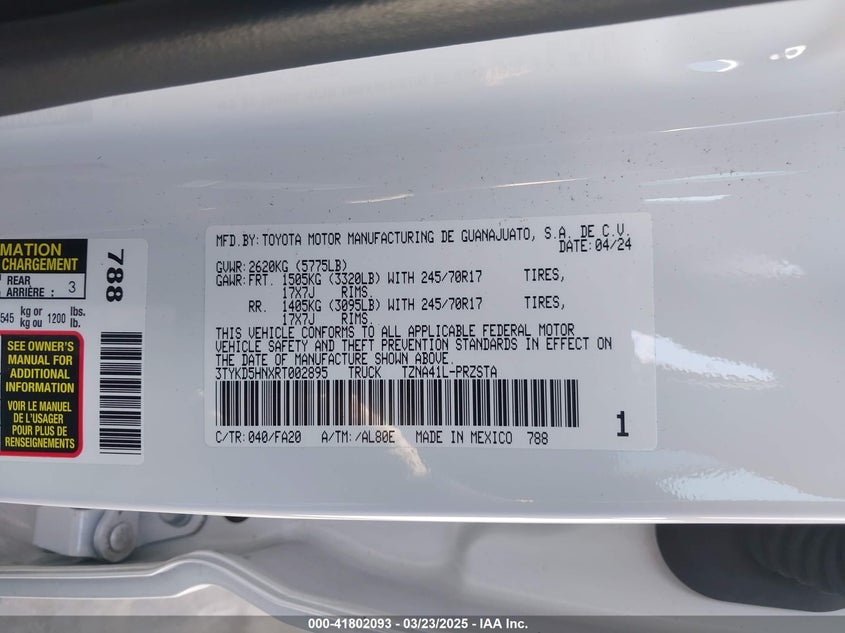 MATION
CHARGEMENT
REAR
ARRIÈRE : 3
545 kg or
kg ou 1200 lbs.
lb.
SEE OWNER'S
MANUAL FOR
ADDITIONAL
INFORMATION
VOIR LE MANUEL
DE L'USAGER
POUR PLUS DE
RENSEIGNEMENTS
788
MFD.BY:TOYOTA MOTOR MANUFACTURING DE GUANAJUATO, S.A. DE C.V.
DATE:04/24
GVWR:2620KG (5775LB)
GAWR:FRT. 1505KG (3320LB) WITH 245/70R17 TIRES,
17X7J RIMS.
RR. 1405KG (3095LB) WITH 245/70R17 TIRES,
17X7J RIMS.
THIS VEHICLE CONFORMS TO ALL APPLICABLE FEDERAL MOTOR
VEHICLE SAFETY AND THEFT PREVENTION STANDARDS IN EFFECT ON
THE DATE OF MANUFACTURE SHOWN ABOVE.
3TYKD5HNXRT002895 TRUCK TZNA41L-PRZSTA
C/TR:040/FA20 A/TM:/AL80E MADE IN MEXICO 788
1
000-41802093 - 03/23/2025 - IAA Inc.